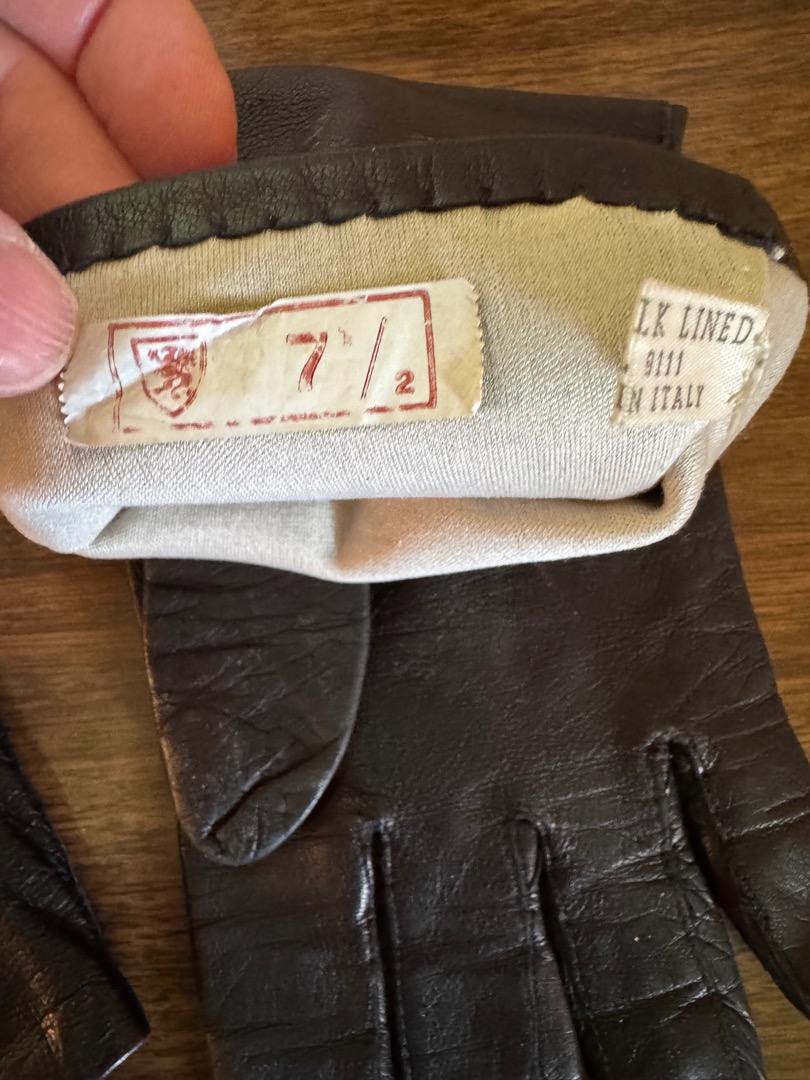 7 1/2
LK LINED
9111
N ITALY